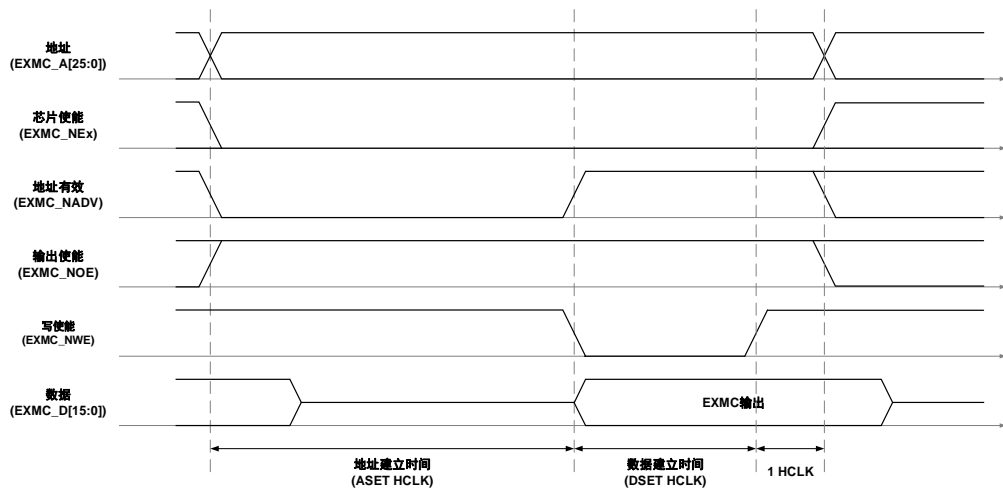 地址
(EXMC_A[25:0])
芯片使能
(EXMC_NEx)
地址有效
(EXMC_NADV)
输出使能
(EXMC_NOE)
写使能
(EXMC_NWE)
数据
(EXMC_D[15:0])
EXMC输出
地址建立时间
(ASET HCLK)
数据建立时间
(DSET HCLK)
1 HCLK